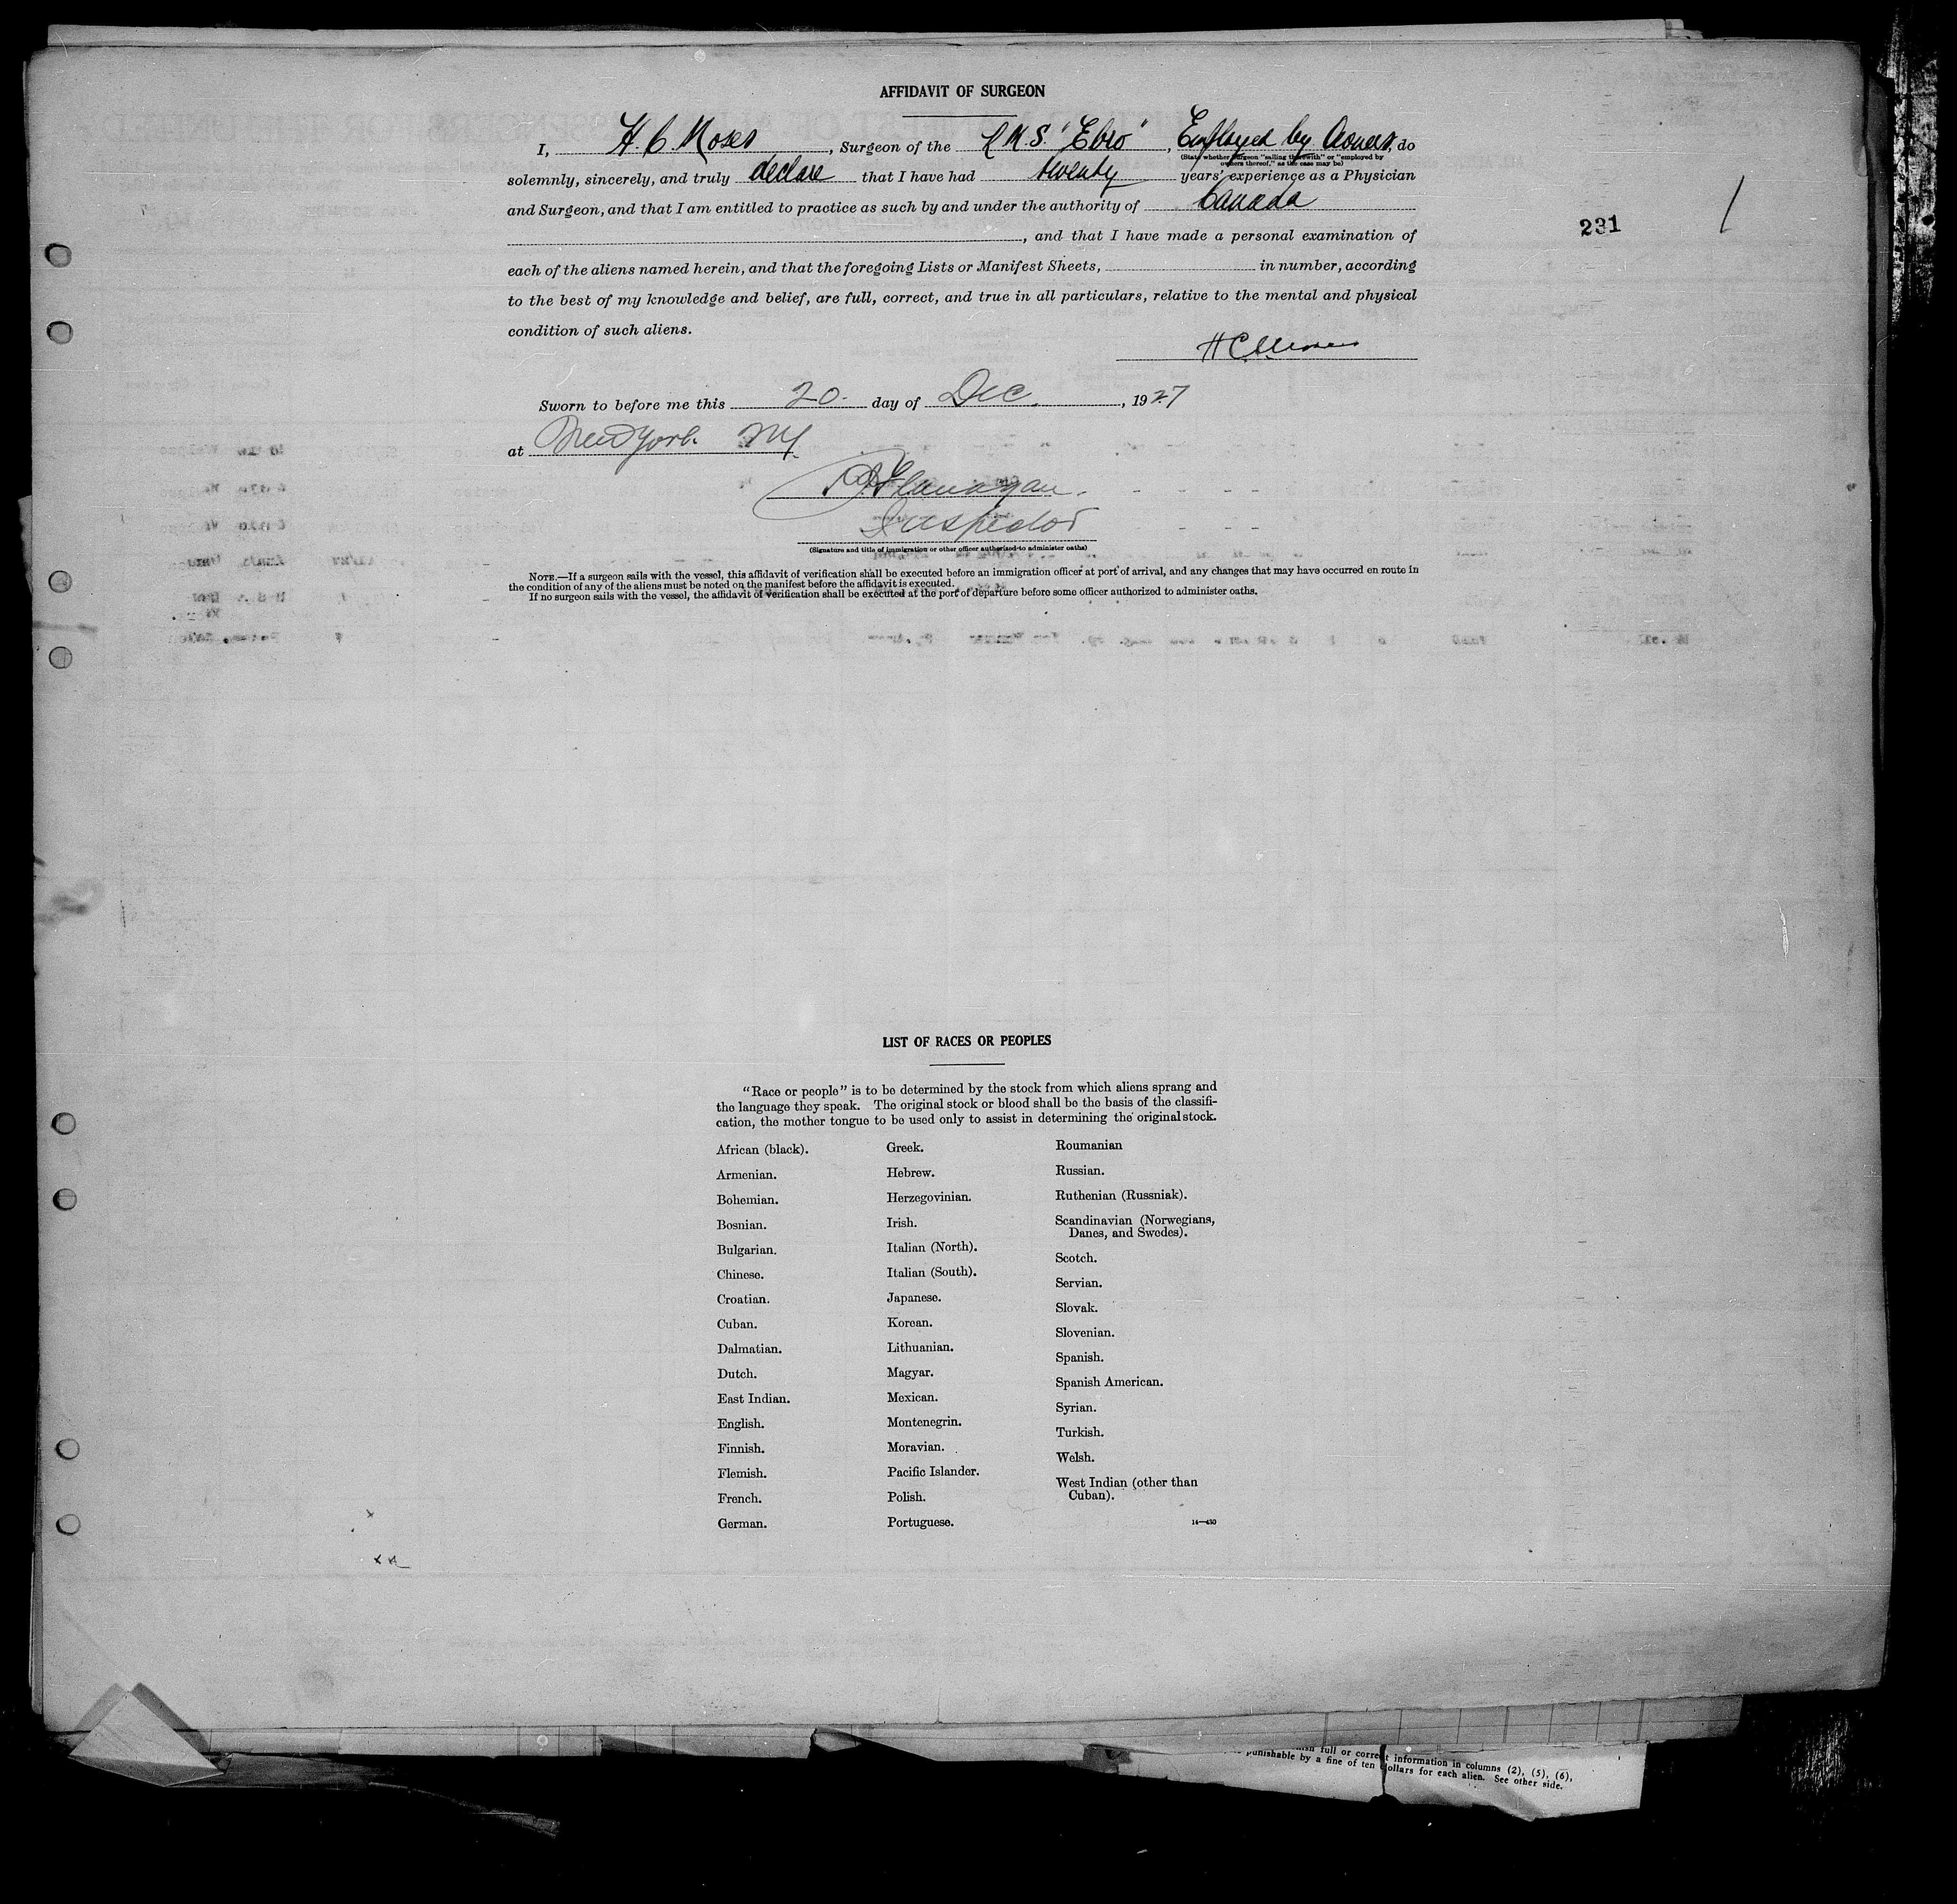 AFFIDAVIT OF SURGEON
I, H. C. Moses, Surgeon of the R.M.S. "Ebro", Employed by Owners, do
(State whether surgeon "sailing therewith" or "employed by
owners thereof," as the case may be)
solemnly, sincerely, and truly declare that I have had twenty years' experience as a Physician
and Surgeon, and that I am entitled to practice as such by and under the authority of Canada
, and that I have made a personal examination of
231 /
each of the aliens named herein, and that the foregoing Lists or Manifest Sheets, in number, according
to the best of my knowledge and belief, are full, correct, and true in all particulars, relative to the mental and physical
condition of such aliens.
H C Moses
Sworn to before me this 20. day of Dec., 1927
at New York. NY.
Flanagan.
Inspector
(Signature and title of immigration or other officer authorized to administer oaths)
NOTE.—If a surgeon sails with the vessel, this affidavit of verification shall be executed before an immigration officer at port of arrival, and any changes that may have occurred en route in
the condition of any of the aliens must be noted on the manifest before the affidavit is executed.
If no surgeon sails with the vessel, the affidavit of verification shall be executed at the port of departure before some officer authorized to administer oaths.
LIST OF RACES OR PEOPLES
"Race or people" is to be determined by the stock from which aliens sprang and
the language they speak. The original stock or blood shall be the basis of the classifi-
cation, the mother tongue to be used only to assist in determining the original stock.
African (black).
Armenian.
Bohemian.
Bosnian.
Bulgarian.
Chinese.
Croatian.
Cuban.
Dalmatian.
Dutch.
East Indian.
English.
Finnish.
Flemish.
French.
German.
Greek.
Hebrew.
Herzegovinian.
Irish.
Italian (North).
Italian (South).
Japanese.
Korean.
Lithuanian.
Magyar.
Mexican.
Montenegrin.
Moravian.
Pacific Islander.
Polish.
Portuguese.
Roumanian
Russian.
Ruthenian (Russniak).
Scandinavian (Norwegians,
Danes, and Swedes).
Scotch.
Servian.
Slovak.
Slovenian.
Spanish.
Spanish American.
Syrian.
Turkish.
Welsh.
West Indian (other than
Cuban).
14—430
full or correct information in columns (2), (5), (6),
punishable by a fine of ten dollars for each alien. See other side.